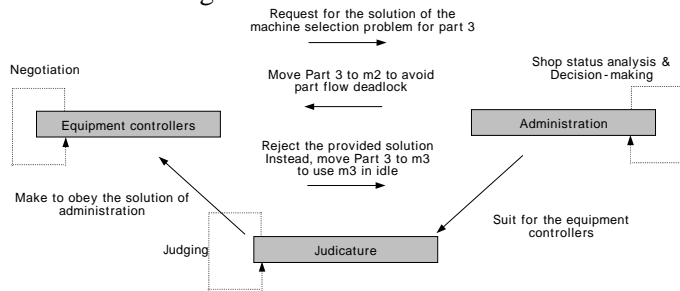 Request for the solution of the
machine selection problem for part 3
Negotiation
Move Part 3 to m2 to avoid
part flow deadlock
Shop status analysis &
Decision-making
Equipment controllers
Administration
Reject the provided solution
Instead, move Part 3 to m3
to use m3 in idle
Make to obey the solution of
administration
Suit for the equipment
controllers
Judging
Judicature